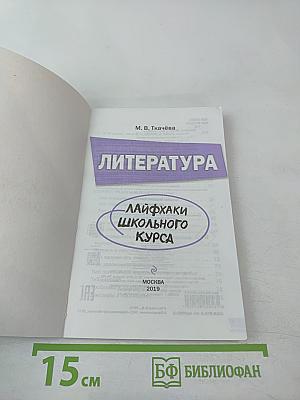 М. В. Ткачёва
ЛИТЕРАТУРА
ЛАЙФХАКИ
ШКОЛЬНОГО
КУРСА
МОСКВА
2019
15 см
БФ БИБЛИОФАН